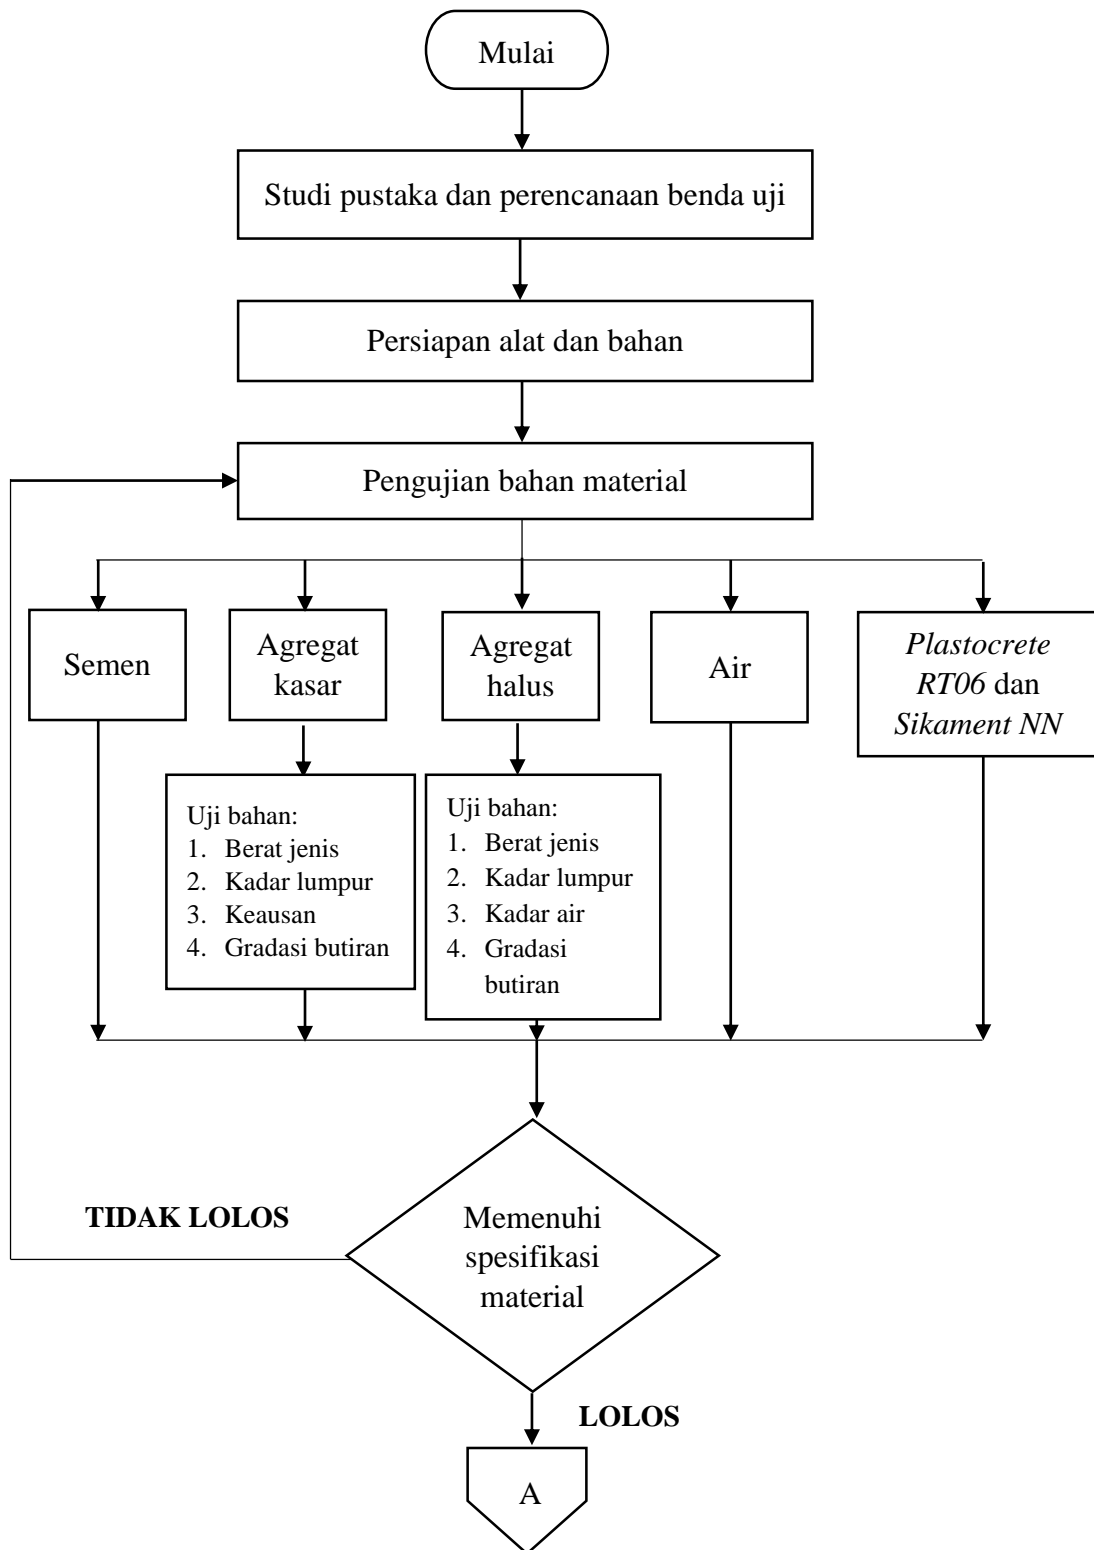 Mulai
Studi pustaka dan perencanaan benda uji
Persiapan alat dan bahan
Pengujian bahan material
Semen
Agregat
kasar
Agregat
halus
Air
Plastocrete
RT06 dan
Sikament NN
Uji bahan:
1. Berat jenis
2. Kadar lumpur
3. Keausan
4. Gradasi butiran
Uji bahan:
1. Berat jenis
2. Kadar lumpur
3. Kadar air
4. Gradasi
butiran
TIDAK LOLOS
Memenuhi
spesifikasi
material
LOLOS
A